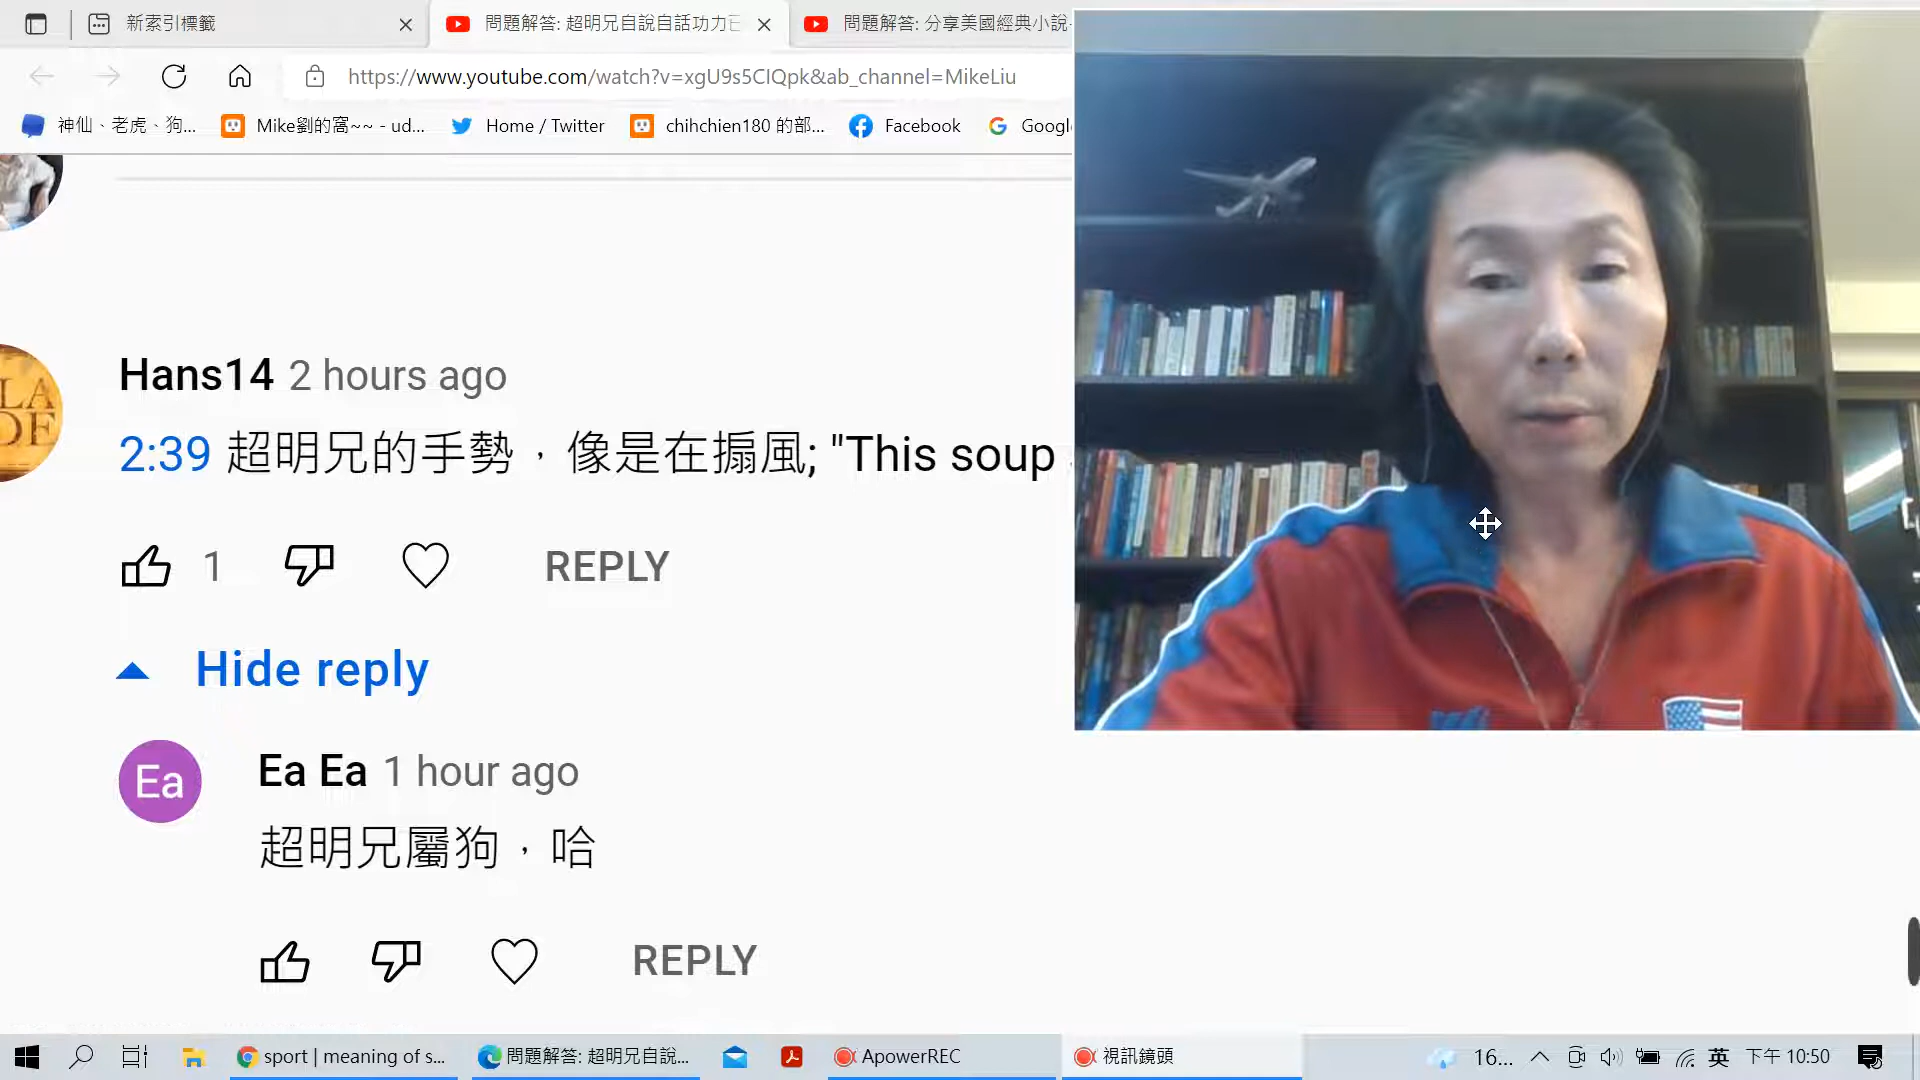 新索引標籤
問題解答: 超明兄自說自話功力已
問題解答: 分享美國經典小說
https://www.youtube.com/watch?v=xgU9s5CIQpk&ab_channel=MikeLiu
神仙、老虎、狗... Mike劉的窩~~ - ud... Home / Twitter chihchien180 的部... Facebook Googl
LA
DE
Hans14 2 hours ago
2:39 超明兄的手勢，像是在搧風; "This soup
1 REPLY
Hide reply
Ea
Ea Ea 1 hour ago
超明兄屬狗，哈
REPLY
sport | meaning of s... 問題解答: 超明兄自說... ApowerREC 視訊鏡頭 16... 英 下午 10:50